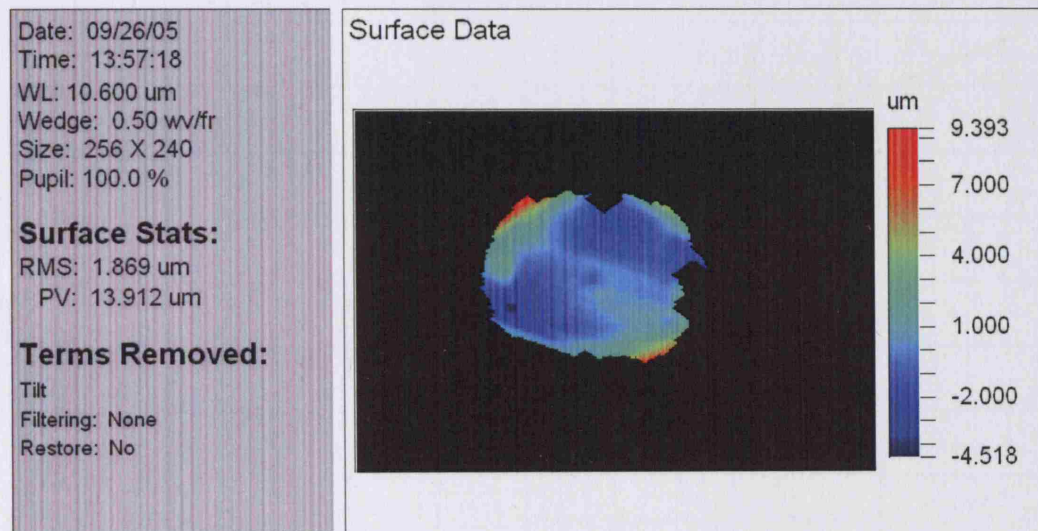 Date: 09/26/05
Time: 13:57:18
WL: 10.600 um
Wedge: 0.50 wv/fr
Size: 256 X 240
Pupil: 100.0 %
Surface Stats:
RMS: 1.869 um
PV: 13.912 um
Terms Removed:
Tilt
Filtering: None
Restore: No
Surface Data
um
9.393
7.000
4.000
1.000
-2.000
-4.518